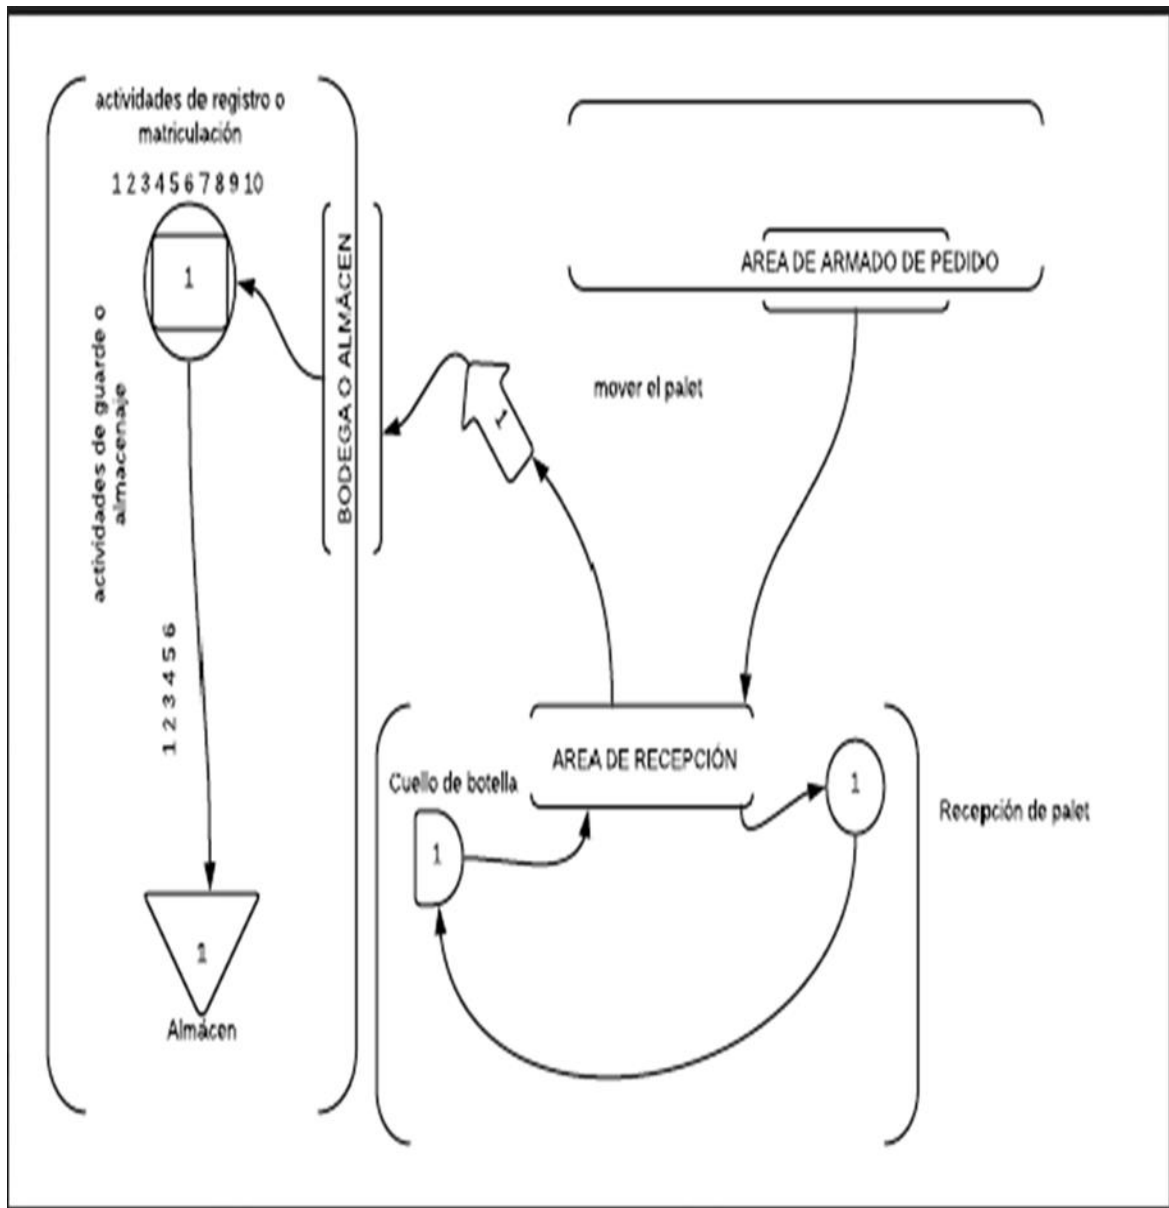 actividades de registro o
matriculación
1 2 3 4 5 6 7 8 9 10
1
actividades de guarde o
almacenaje
1 2 3 4 5 6
1
Almácen
BODEGA O ALMÁCEN
1
mover el palet
AREA DE ARMADO DE PEDIDO
AREA DE RECEPCIÓN
Cuello de botella
1
1
Recepción de palet